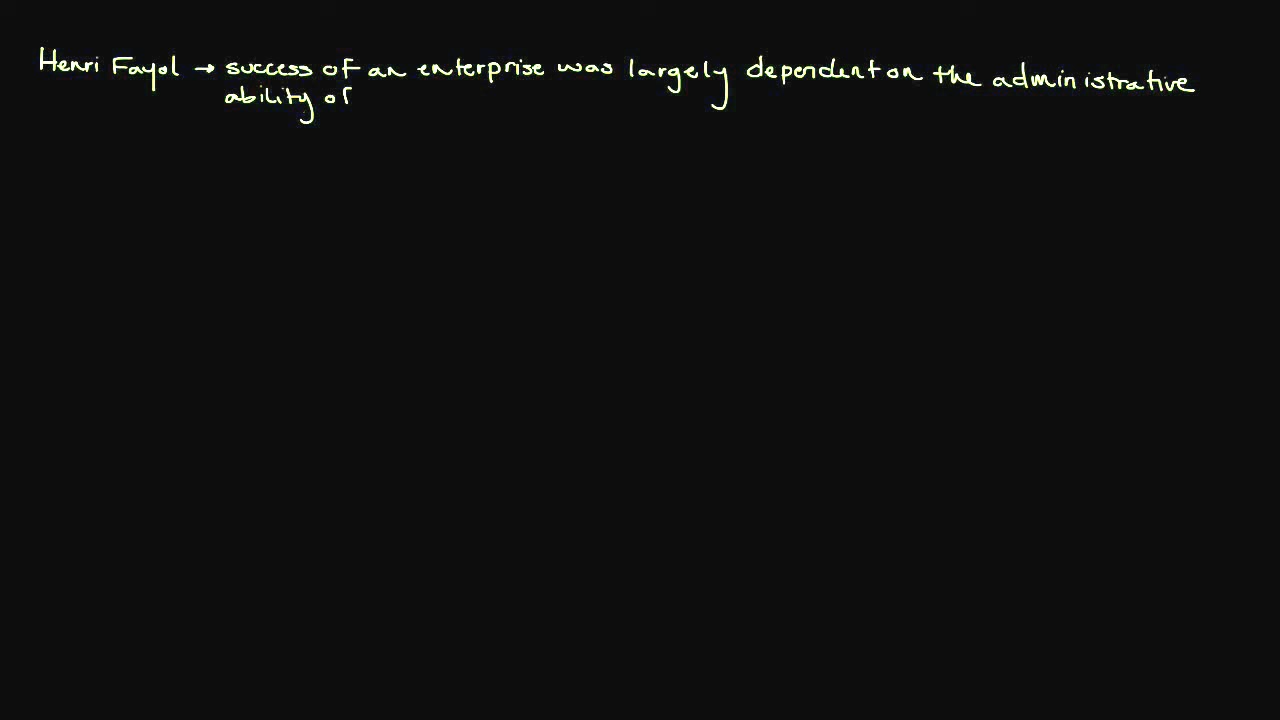 Henri Fayol → success of an enterprise was largely dependent on the administrative
ability of